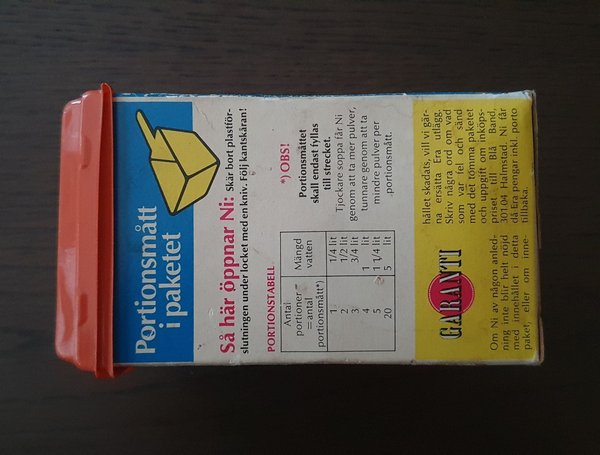 Portionsmått
i paketet
Så här öppnar Ni: Skär bort plastför-
slutningen under locket med en kniv. Följ kantskåran!
PORTIONSTABELL
Antal portioner = antal portionsmått*) Mängd vatten
1 1/4 lit
2 1/2 lit
3 3/4 lit
4 1 lit
5 1 1/4 lit
20 5 lit
*) OBS!
Portionsmåttet
skall endast fyllas
till strecket.
Tjockare soppa får Ni
genom att ta mer pulver,
tunnare genom att ta
mindre pulver per
portionsmått.
GARANTI
Om Ni av någon anled-
ning inte blir helt nöjd
med innehållet i detta
paket, eller om inne-
hållet skadats, vill vi gär-
na ersätta Era utlägg.
Skriv några ord om vad
som var fel och sänd
med det tömma paketet
och uppgift om inköps-
priset till Blå Band,
301 04 Halmstad. Ni får
då Era pengar inkl. porto
tillbaka.